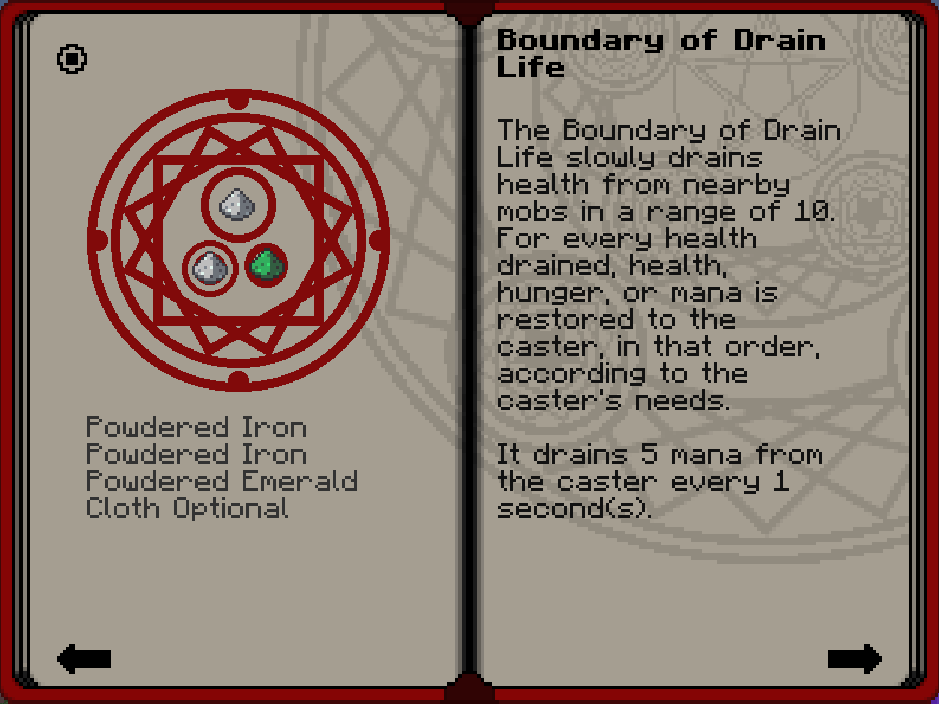 Powdered Iron
Powdered Iron
Powdered Emerald
Cloth Optional
Boundary of Drain
Life
The Boundary of Drain
Life slowly drains
health from nearby
mobs in a range of 10.
For every health
drained, health,
hunger, or mana is
restored to the
caster, in that order,
according to the
caster's needs.
It drains 5 mana from
the caster every 1
second(s).